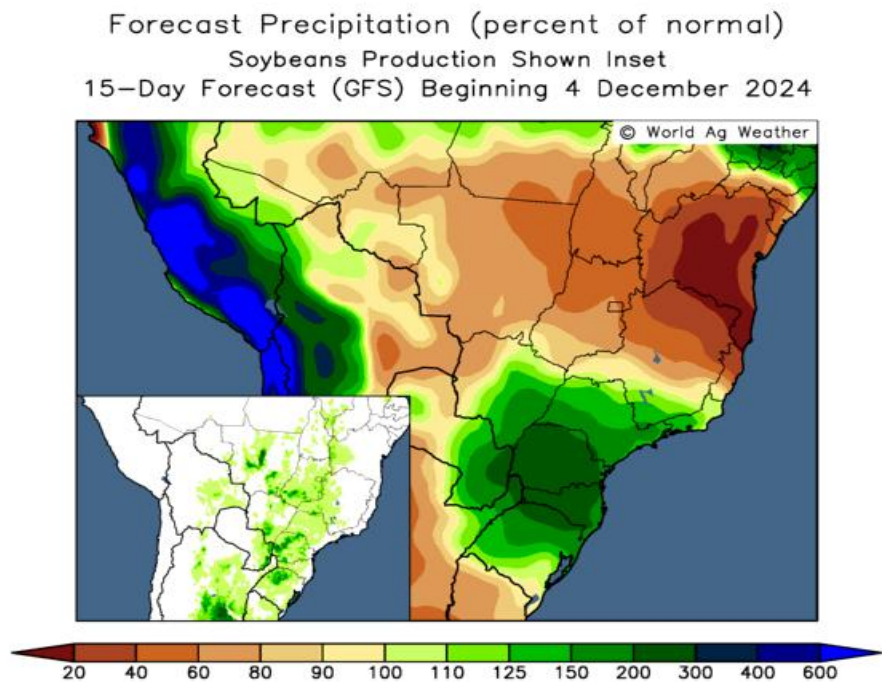 Forecast Precipitation (percent of normal)
Soybeans Production Shown Inset
15-Day Forecast (GFS) Beginning 4 December 2024
© World Ag Weather
20 40 60 80 90 100 110 125 150 200 300 400 600